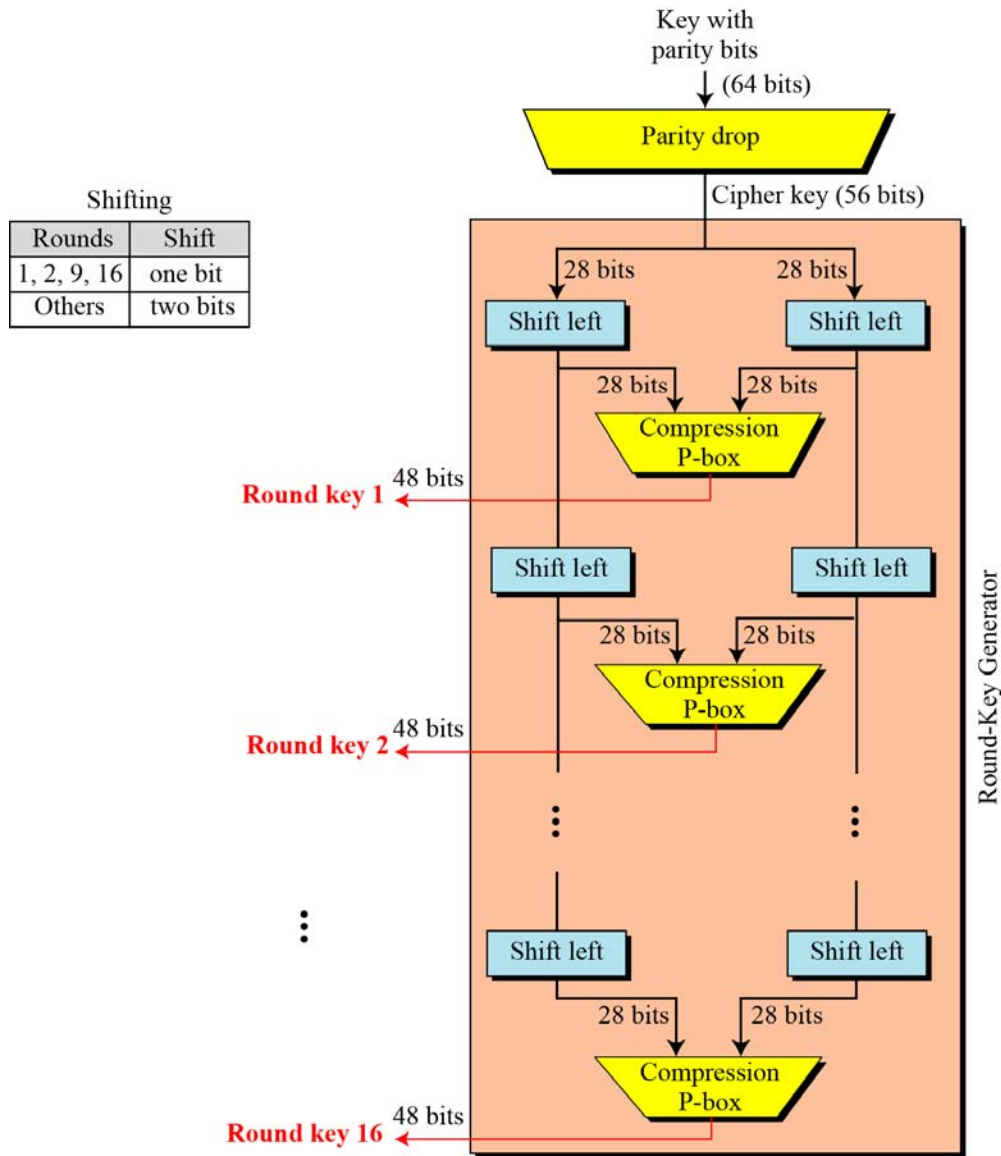 Key with
parity bits
(64 bits)
Parity drop
Cipher key (56 bits)
Shifting
Rounds Shift
1, 2, 9, 16 one bit
Others two bits
28 bits 28 bits
Shift left Shift left
28 bits 28 bits
Compression
P-box
48 bits
Round key 1
Shift left Shift left
28 bits 28 bits
Compression
P-box
48 bits
Round key 2
Round-Key Generator
Shift left Shift left
28 bits 28 bits
Compression
P-box
48 bits
Round key 16